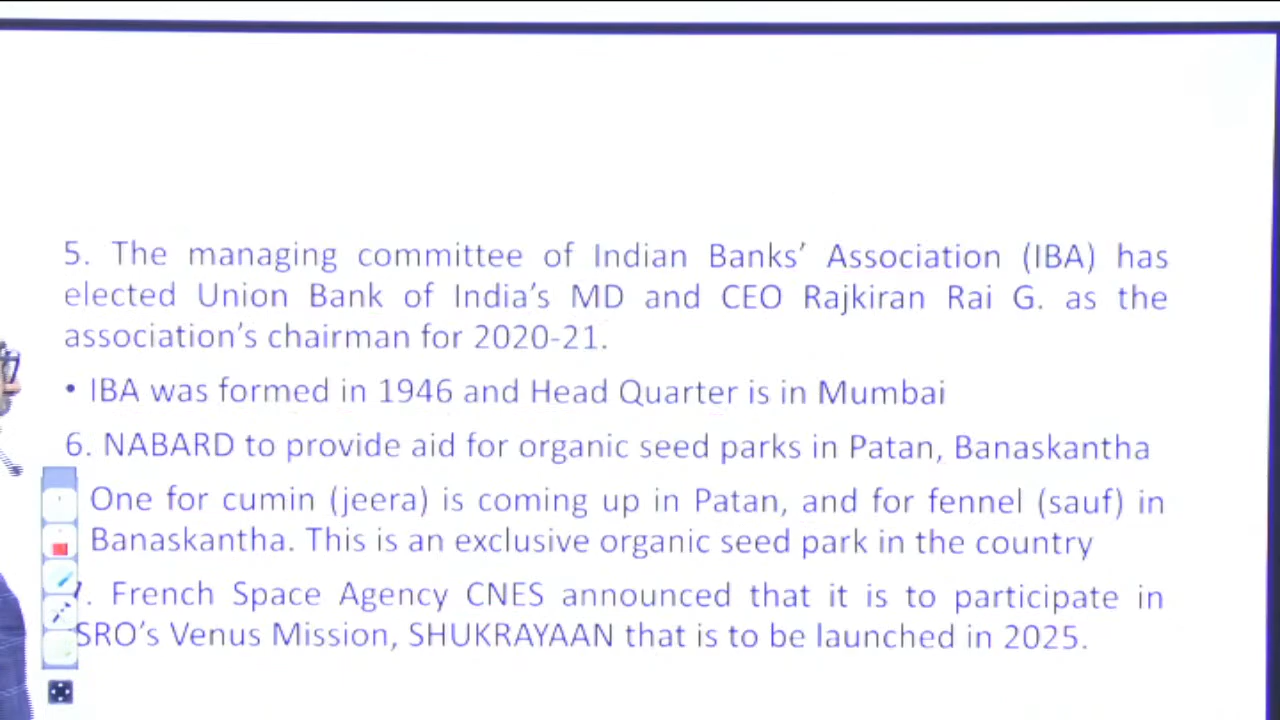 5. The managing committee of Indian Banks’ Association (IBA) has
elected Union Bank of India’s MD and CEO Rajkiran Rai G. as the
association’s chairman for 2020-21.
• IBA was formed in 1946 and Head Quarter is in Mumbai
6. NABARD to provide aid for organic seed parks in Patan, Banaskantha
One for cumin (jeera) is coming up in Patan, and for fennel (sauf) in
Banaskantha. This is an exclusive organic seed park in the country
. French Space Agency CNES announced that it is to participate in
SRO’s Venus Mission, SHUKRAYAAN that is to be launched in 2025.